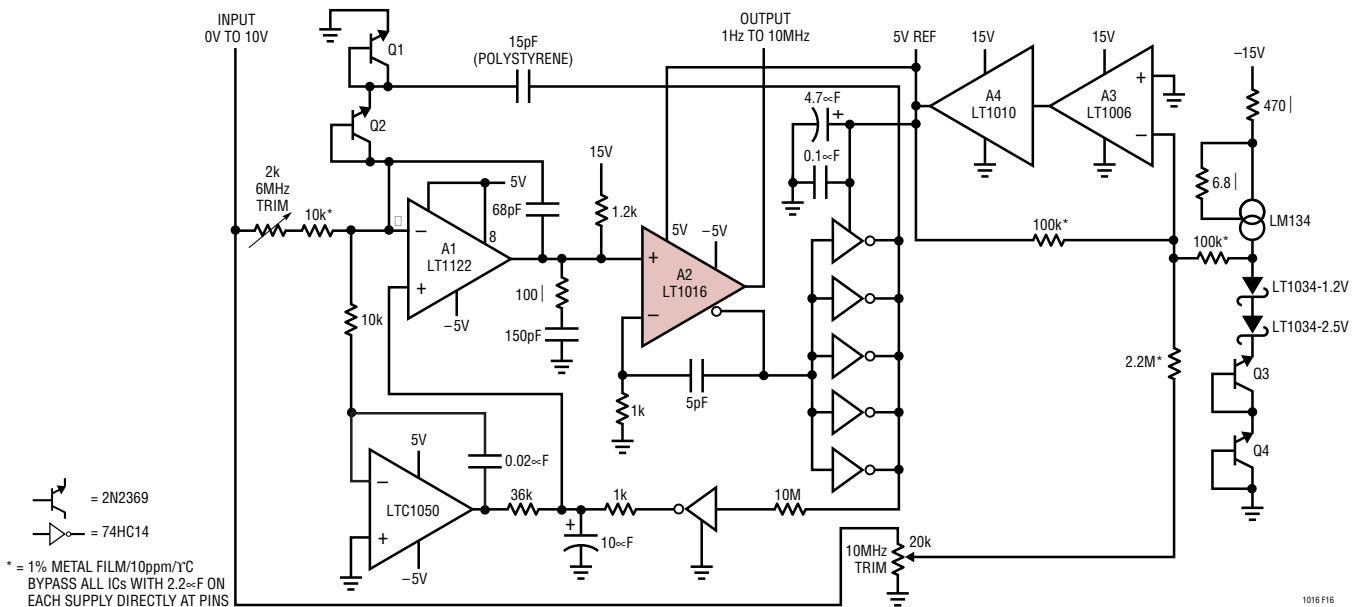 INPUT
0V TO 10V
OUTPUT
1Hz TO 10MHz
5V REF
15V
15V
–15V
Q1
15pF
(POLYSTYRENE)
Q2
4.7∝F
+
0.1∝F
A4
LT1010
A3
LT1006
+
–
470|
6.8|
LM134
2k
6MHz
TRIM
10k*
–
+
A1
LT1122
5V
8
–5V
68pF
15V
1.2k
100|
150pF
5V
–5V
+
–
A2
LT1016
5pF
1k
100k*
100k*
LT1034-1.2V
LT1034-2.5V
Q3
Q4
2.2M*
10k
5V
–
+
LTC1050
–5V
0.02∝F
36k
1k
10M
+
10∝F
10MHz
TRIM
20k
= 2N2369
= 74HC14
* = 1% METAL FILM/10ppm/ϒC
BYPASS ALL ICs WITH 2.2∝F ON
EACH SUPPLY DIRECTLY AT PINS
1016 F16